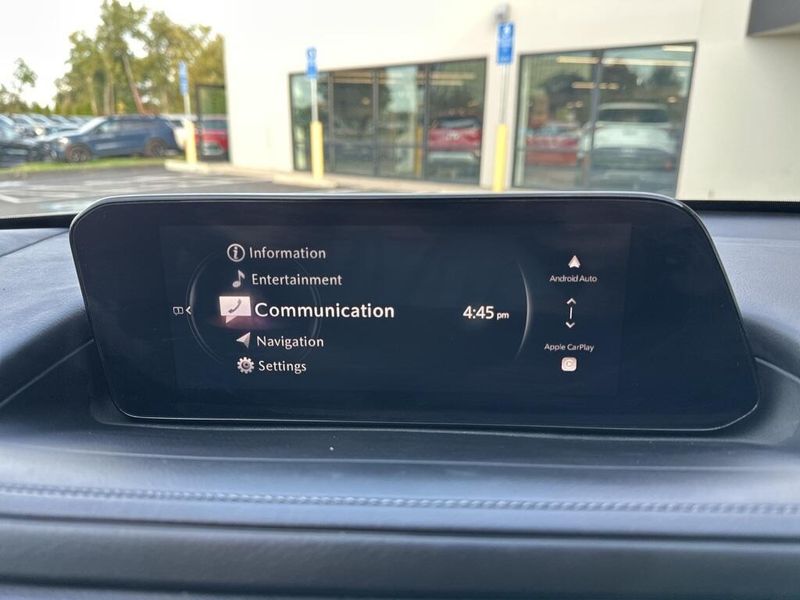 Information
Entertainment
Communication
4:45 pm
Navigation
Settings
Android Auto
Apple CarPlay